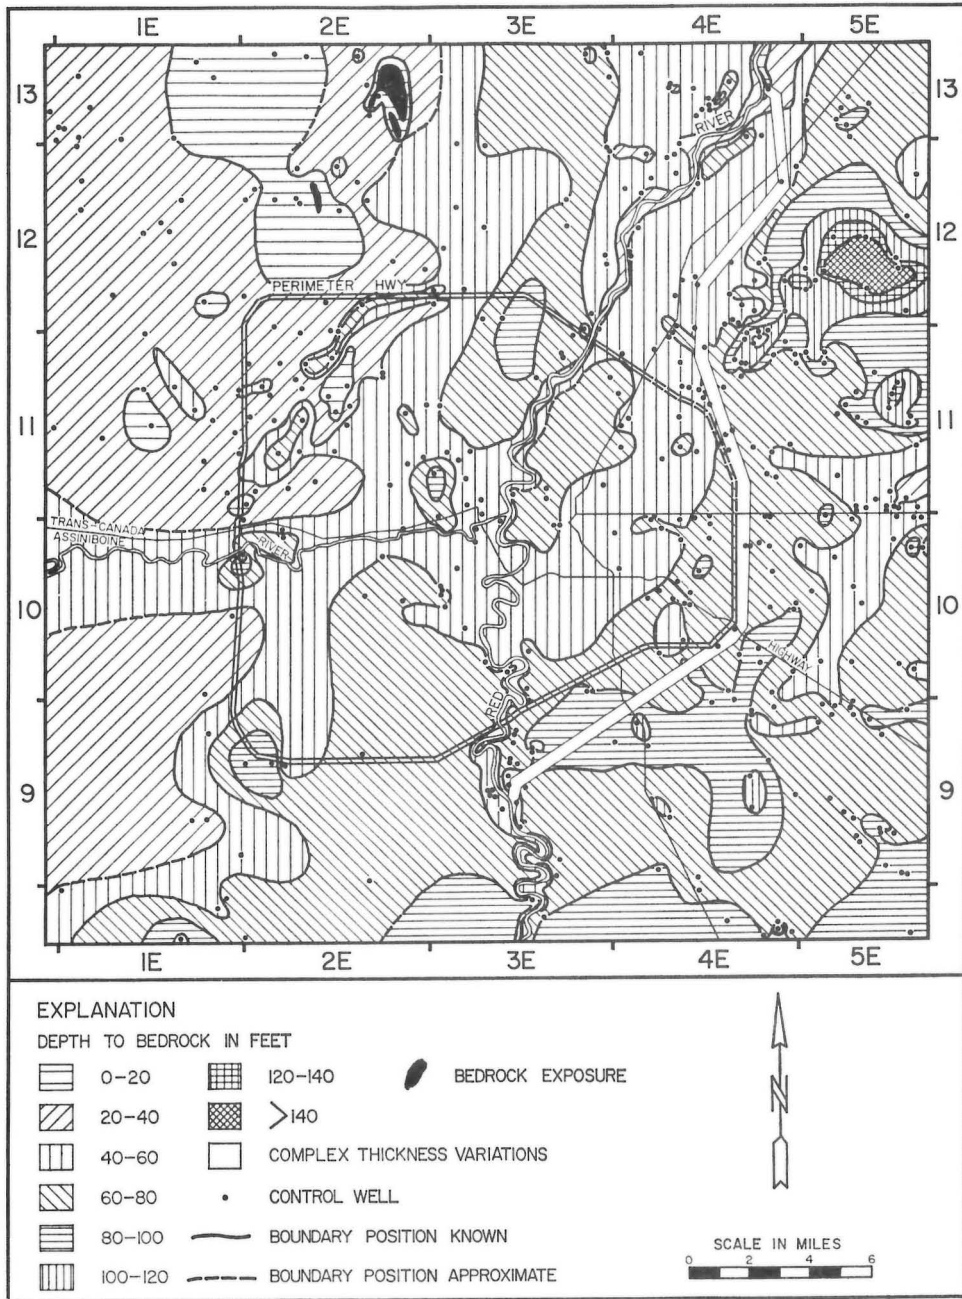 1E 2E 3E 4E 5E
13 13
RIVER
12 12
PERIMETER HWY
11 11
TRANS-CANADA
ASSINIBOINE
RIVER
10 10
HIGHWAY
RED
9 9
1E 2E 3E 4E 5E
EXPLANATION
DEPTH TO BEDROCK IN FEET
0-20
20-40
40-60
60-80
80-100
100-120
120-140
>140
COMPLEX THICKNESS VARIATIONS
CONTROL WELL
BOUNDARY POSITION KNOWN
BOUNDARY POSITION APPROXIMATE
BEDROCK EXPOSURE
N
SCALE IN MILES
0 2 4 6